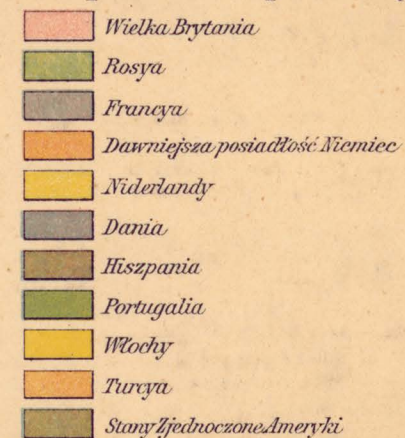 Wielka Brytania
Rosya
Francya
Dawniejsza posiadłość Niemiec
Niderlandy
Dania
Hiszpania
Portugalia
Włochy
Turcya
Stany Zjednoczone Ameryki